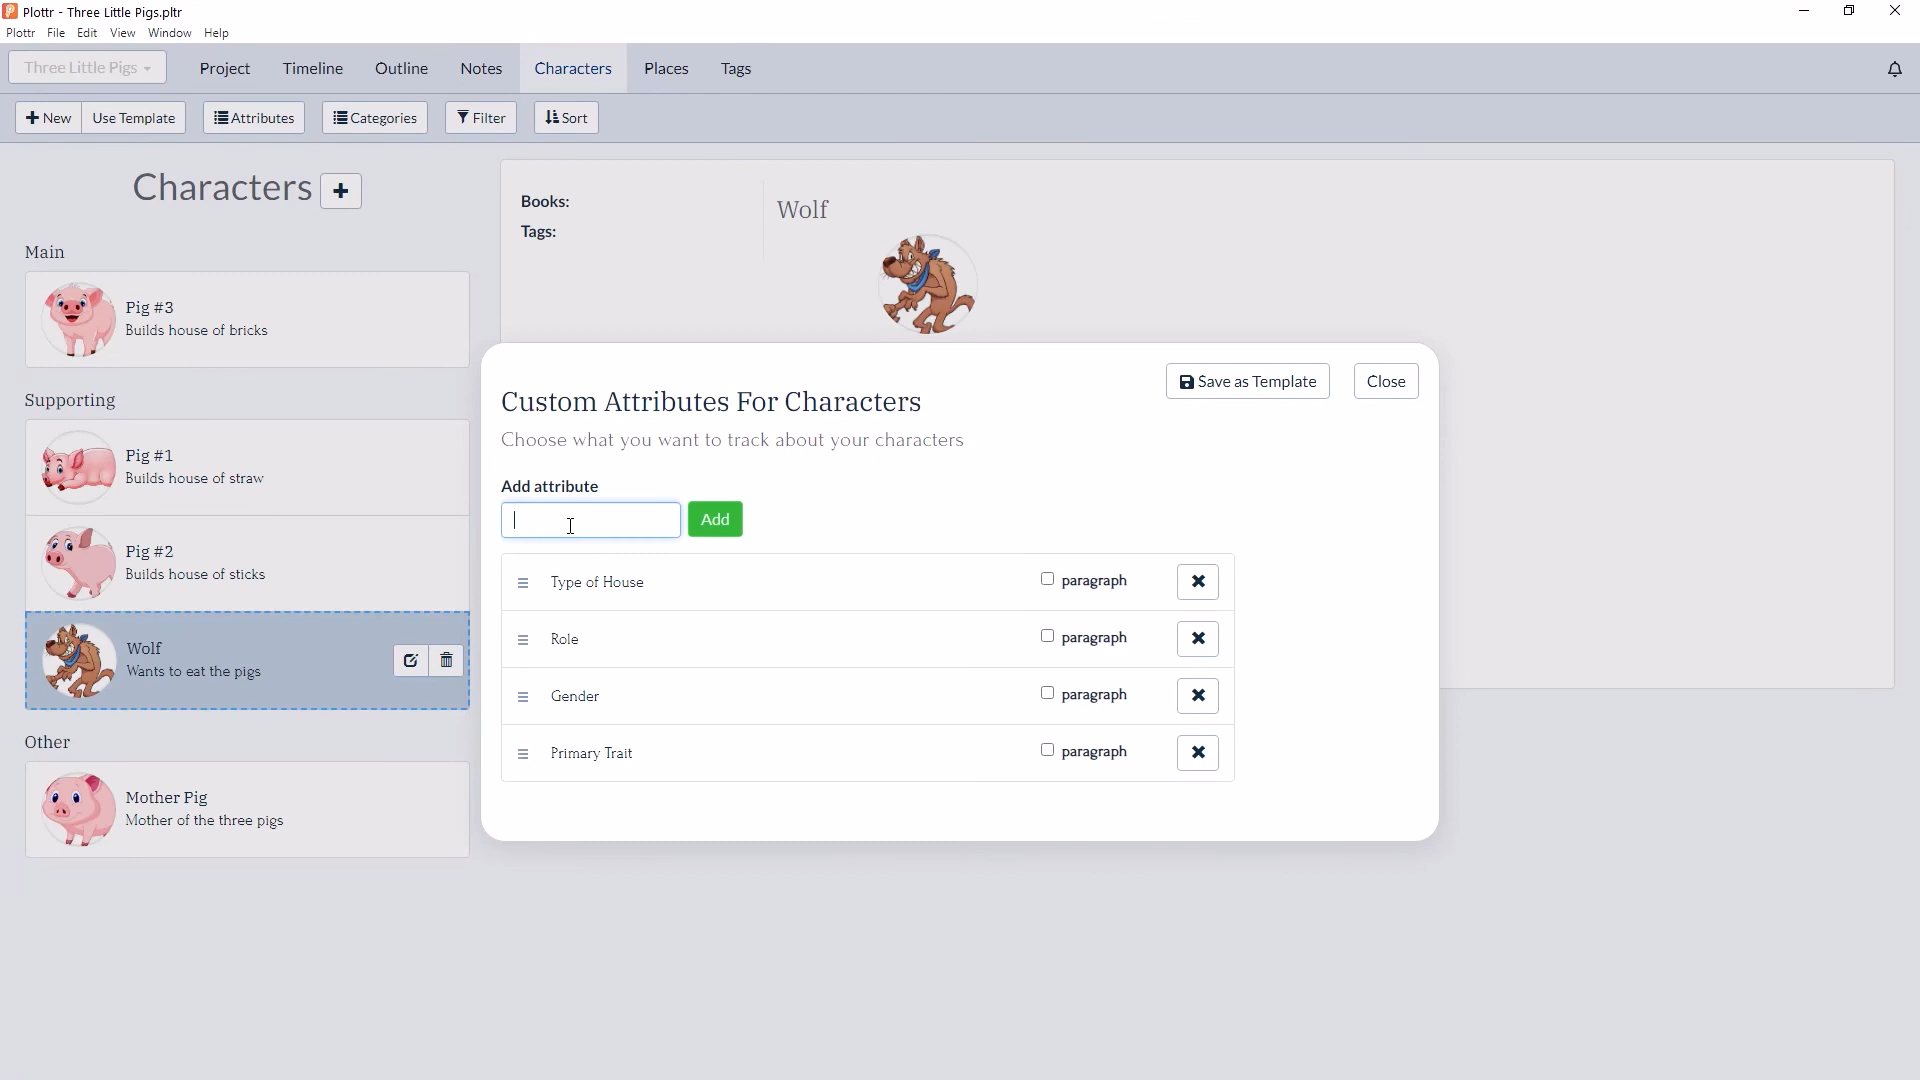 Plottr - Three Little Pigs.pltr
Plottr File Edit View Window Help
Three Little Pigs Project Timeline Outline Notes Characters Places Tags
New Use Template Attributes Categories Filter Sort
Characters
Main
Pig #3
Builds house of bricks
Supporting
Pig #1
Builds house of straw
Pig #2
Builds house of sticks
Wolf
Wants to eat the pigs
Other
Mother Pig
Mother of the three pigs
Books:
Tags:
Wolf
Save as Template Close
Custom Attributes For Characters
Choose what you want to track about your characters
Add attribute
Add
Type of House paragraph
Role paragraph
Gender paragraph
Primary Trait paragraph